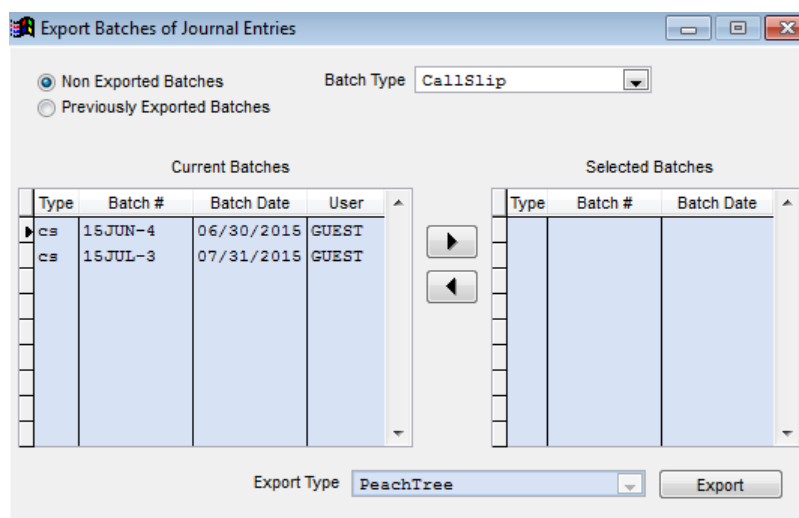 Export Batches of Journal Entries
Non Exported Batches Batch Type CallSlip
Previously Exported Batches
Current Batches Selected Batches
Type Batch # Batch Date User Type Batch # Batch Date
cs 15JUN-4 06/30/2015 GUEST
cs 15JUL-3 07/31/2015 GUEST
Export Type PeachTree Export